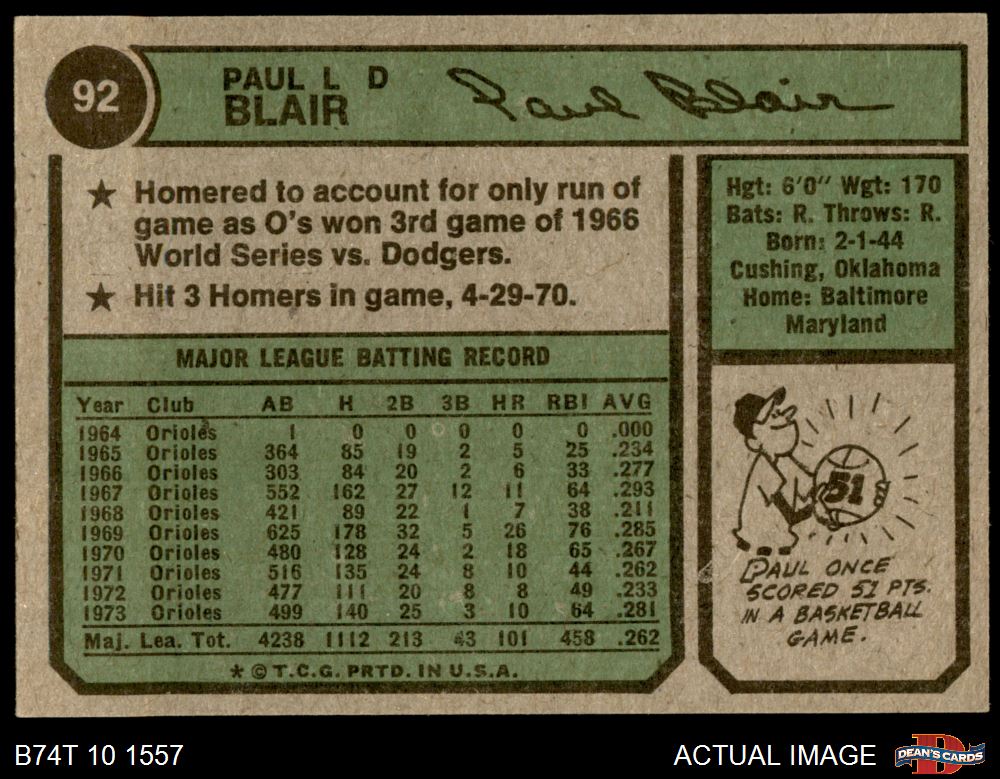 92
PAUL L D
BLAIR
Paul Blair
★ Homered to account for only run of
game as O's won 3rd game of 1966
World Series vs. Dodgers.
★ Hit 3 Homers in game, 4-29-70.
Hgt: 6'0" Wgt: 170
Bats: R. Throws: R.
Born: 2-1-44
Cushing, Oklahoma
Home: Baltimore
Maryland
MAJOR LEAGUE BATTING RECORD
Year Club AB H 2B 3B HR RBI AVG
1964 Orioles 1 0 0 0 0 0 .000
1965 Orioles 364 85 19 2 5 25 .234
1966 Orioles 303 84 20 2 6 33 .277
1967 Orioles 552 162 27 12 11 64 .293
1968 Orioles 421 89 22 1 7 38 .211
1969 Orioles 625 178 32 5 26 76 .285
1970 Orioles 480 128 24 2 18 65 .267
1971 Orioles 516 135 24 8 10 44 .262
1972 Orioles 477 111 20 8 8 49 .233
1973 Orioles 499 140 25 3 10 64 .281
Maj. Lea. Tot. 4238 1112 213 43 101 458 .262
★ © T.C.G. PRTD. IN U.S.A.
51
PAUL ONCE
SCORED 51 PTS.
IN A BASKETBALL
GAME.
B74T 10 1557
ACTUAL IMAGE
D
DEAN'S CARDS